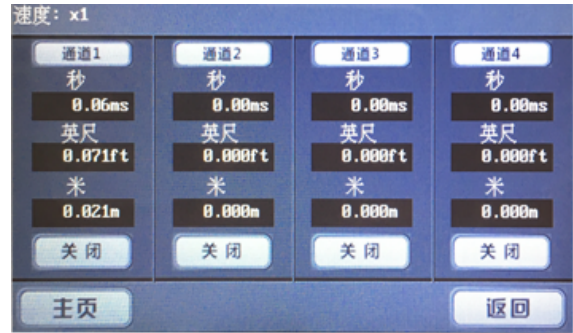 速度: x1
通道1 通道2 通道3 通道4
秒 秒 秒 秒
0.06ms 0.00ms 0.00ms 0.00ms
英尺 英尺 英尺 英尺
0.071ft 0.000ft 0.000ft 0.000ft
米 米 米 米
0.021m 0.000m 0.000m 0.000m
关闭 关闭 关闭 关闭
主页 返回